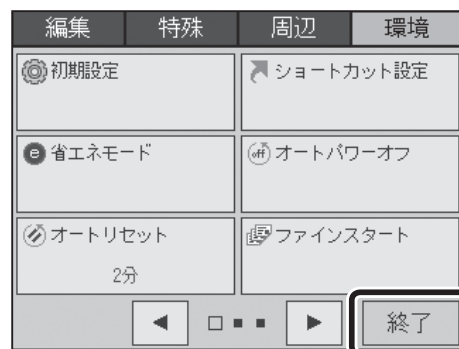 編集 特殊 周辺 環境
初期設定 ショートカット設定
e 省エネモード off オートパワーオフ
オートリセット ファインスタート
2分
終了